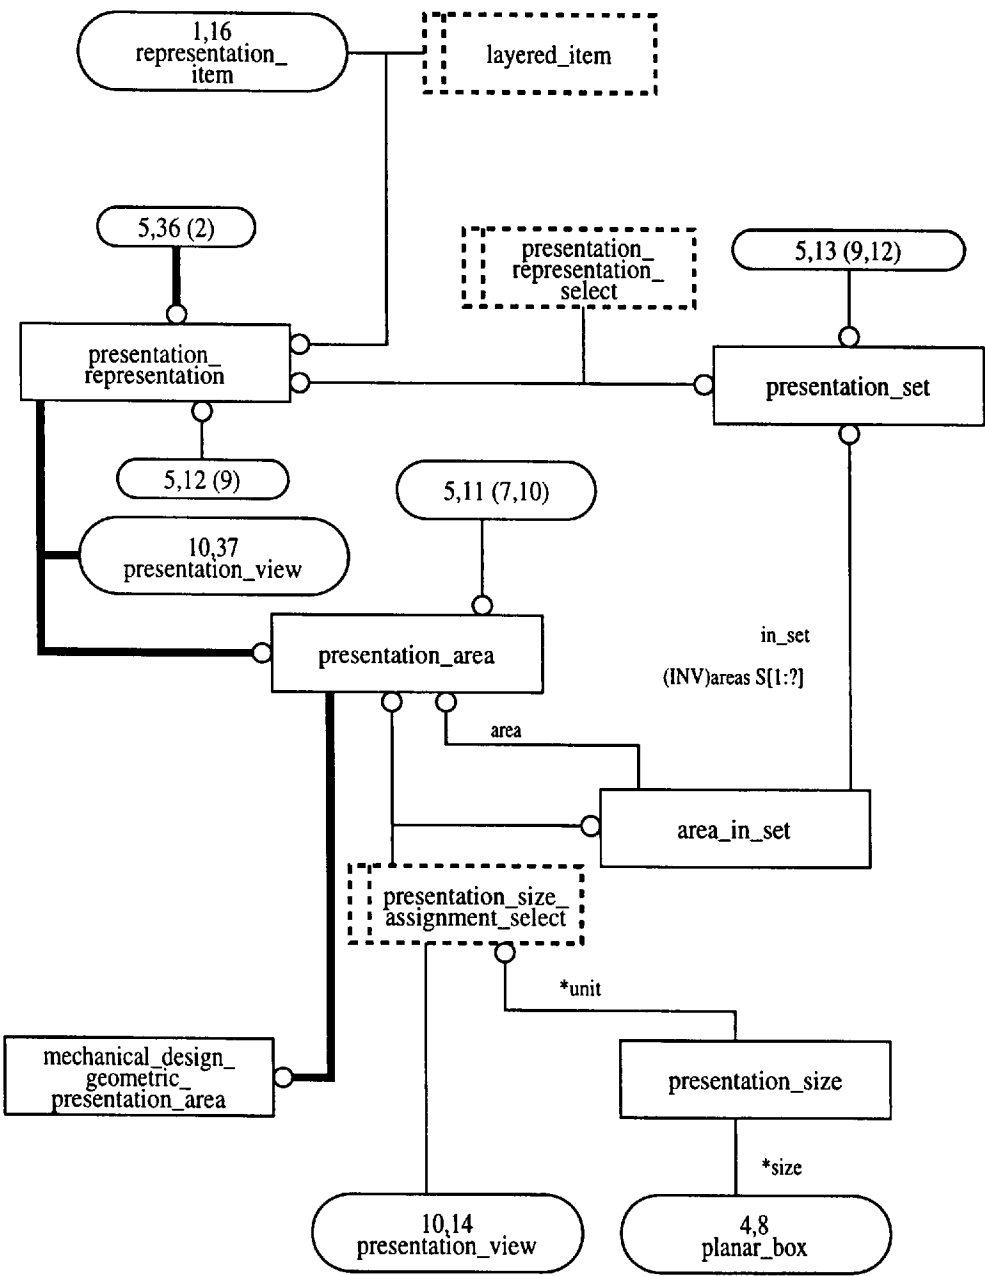 1,16
representation_
item
layered_item
5,36 (2)
presentation_
representation_
select
5,13 (9,12)
presentation_
representation
presentation_set
5,12 (9)
5,11 (7,10)
10,37
presentation_view
presentation_area
in_set
(INV)areas S[1:?]
area
area_in_set
presentation_size_
assignment_select
*unit
mechanical_design_
geometric_
presentation_area
presentation_size
*size
10,14
presentation_view
4,8
planar_box